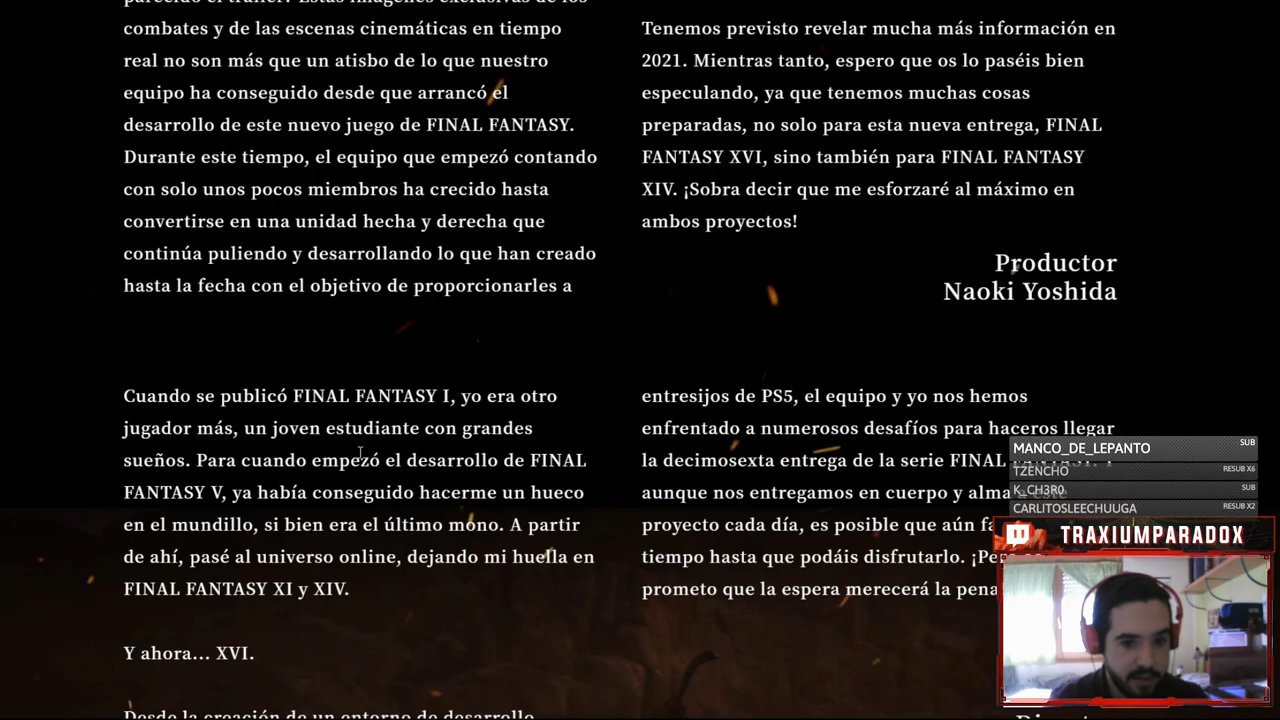 combates y de las escenas cinemáticas en tiempo
real no son más que un atisbo de lo que nuestro
equipo ha conseguido desde que arrancó el
desarrollo de este nuevo juego de FINAL FANTASY.
Durante este tiempo, el equipo que empezó contando
con solo unos pocos miembros ha crecido hasta
convertirse en una unidad hecha y derecha que
continúa puliendo y desarrollando lo que han creado
hasta la fecha con el objetivo de proporcionarles a
Tenemos previsto revelar mucha más información en
2021. Mientras tanto, espero que os lo paséis bien
especulando, ya que tenemos muchas cosas
preparadas, no solo para esta nueva entrega, FINAL
FANTASY XVI, sino también para FINAL FANTASY
XIV. ¡Sobra decir que me esforzaré al máximo en
ambos proyectos!
Productor
Naoki Yoshida
Cuando se publicó FINAL FANTASY I, yo era otro
jugador más, un joven estudiante con grandes
sueños. Para cuando empezó el desarrollo de FINAL
FANTASY V, ya había conseguido hacerme un hueco
en el mundillo, si bien era el último mono. A partir
de ahí, pasé al universo online, dejando mi huella en
FINAL FANTASY XI y XIV.
Y ahora... XVI.
Desde la creación de un entorno de desarrollo
entresijos de PS5, el equipo y yo nos hemos
enfrentado a numerosos desafíos para haceros llegar
la decimosexta entrega de la serie FINAL
aunque nos entregamos en cuerpo y alma
proyecto cada día, es posible que aún
tiempo hasta que podáis disfrutarlo.
prometo que la espera merecerá la pena
MANCO_DE_LEPANTO SUB
TZENCHO RESUB X6
K_CH3R0 SUB
CARLITOSLEECHUUGA RESUB X2
TRAXIUMPARADOX